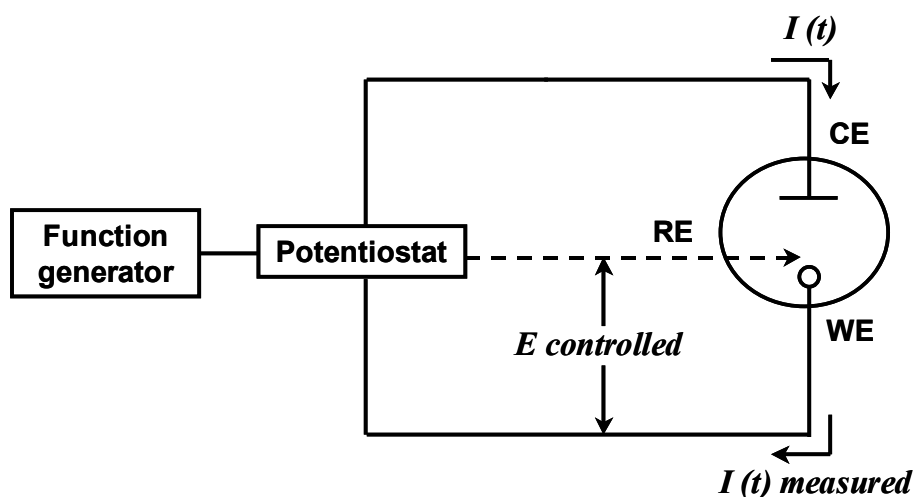 I (t)
CE
RE
Function
generator
Potentiostat
E controlled
WE
I (t) measured